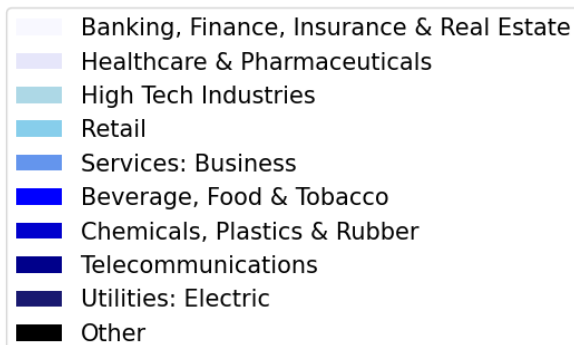 Banking, Finance, Insurance & Real Estate
Healthcare & Pharmaceuticals
High Tech Industries
Retail
Services: Business
Beverage, Food & Tobacco
Chemicals, Plastics & Rubber
Telecommunications
Utilities: Electric
Other